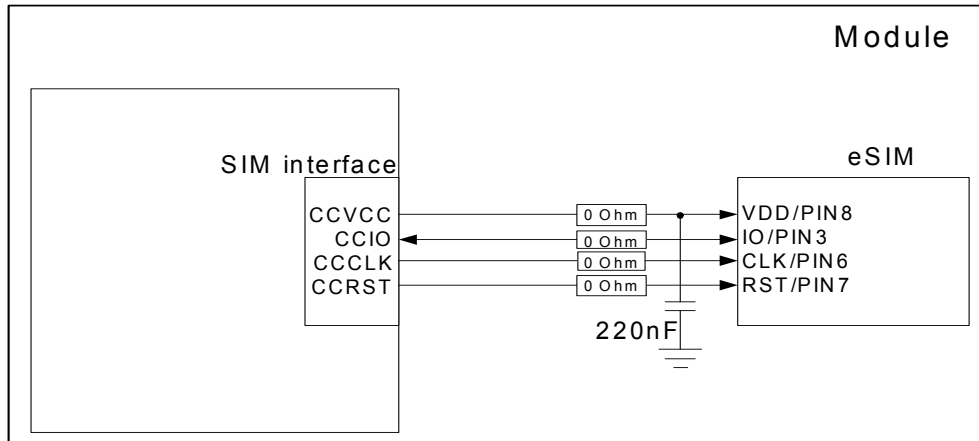 Module
SIM interface
eSIM
CCVCC
0 Ohm
VDD/PIN8
CCIO
0 Ohm
IO/PIN3
CCCLK
0 Ohm
CLK/PIN6
CCRST
0 Ohm
RST/PIN7
220nF